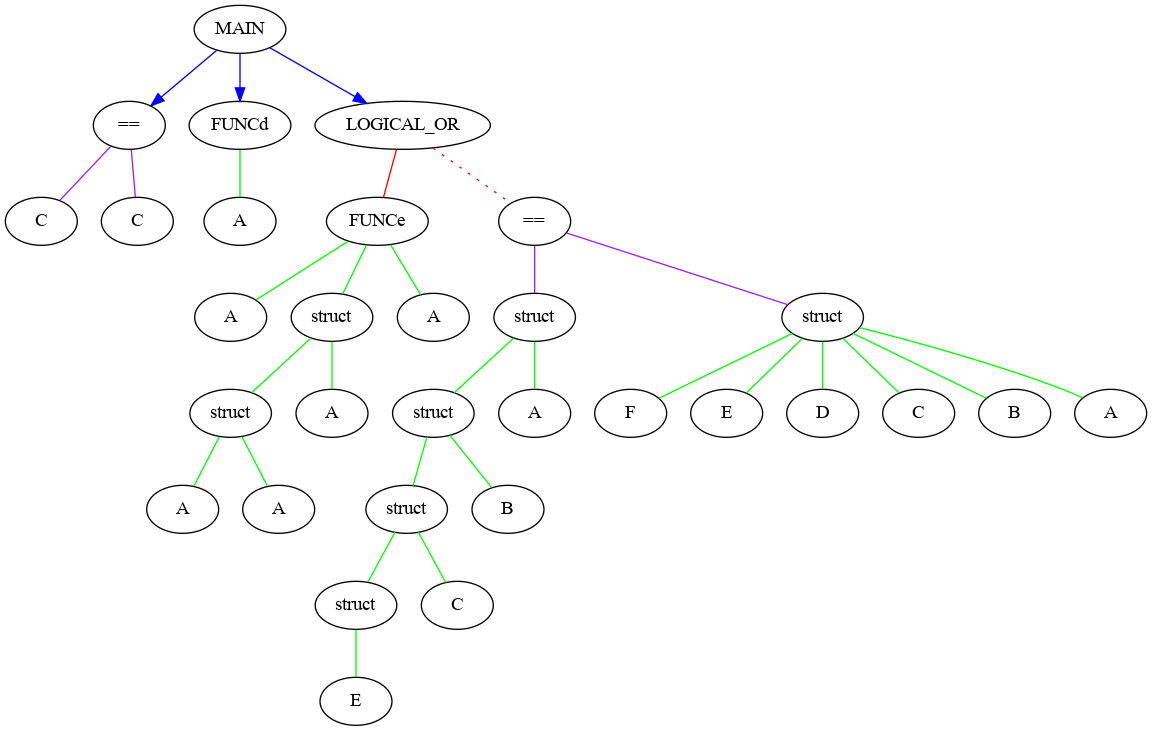 MAIN
== FUNCd LOGICAL_OR
C C A FUNCe ==
A struct A struct struct
struct A struct A F E D C B A
A A struct B
struct C
E